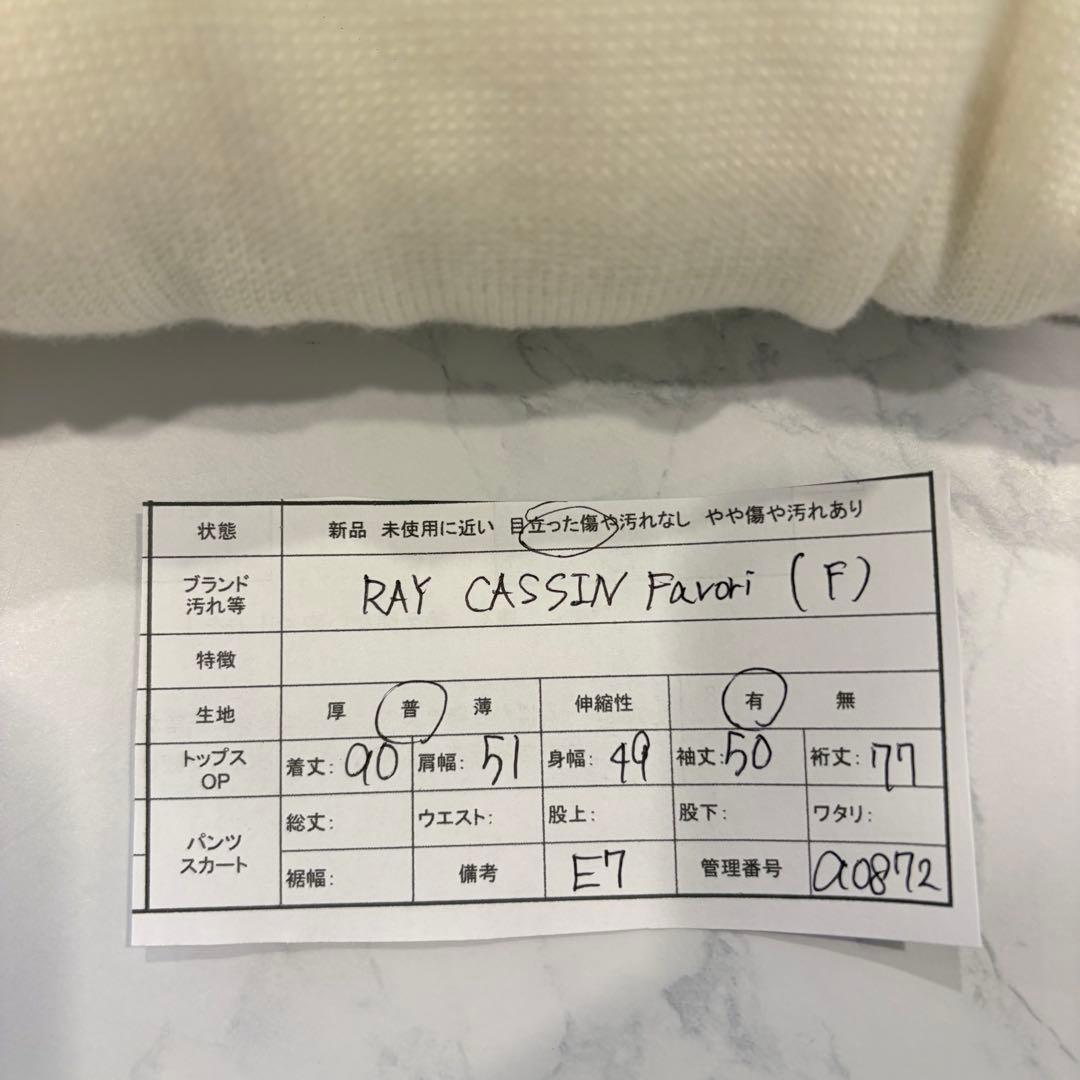 状態 新品 未使用に近い 目立った傷や汚れなし やや傷や汚れあり
ブランド
汚れ等 RAY CASSIN Favori (F)
特徴
生地 厚 普 薄 伸縮性 有 無
トップス
OP 着丈: 90 肩幅: 51 身幅: 49 袖丈: 50 裄丈: 77
パンツ
スカート 総丈: ウエスト: 股上: 股下: ワタリ:
裾幅: 備考 E7 管理番号 a0872